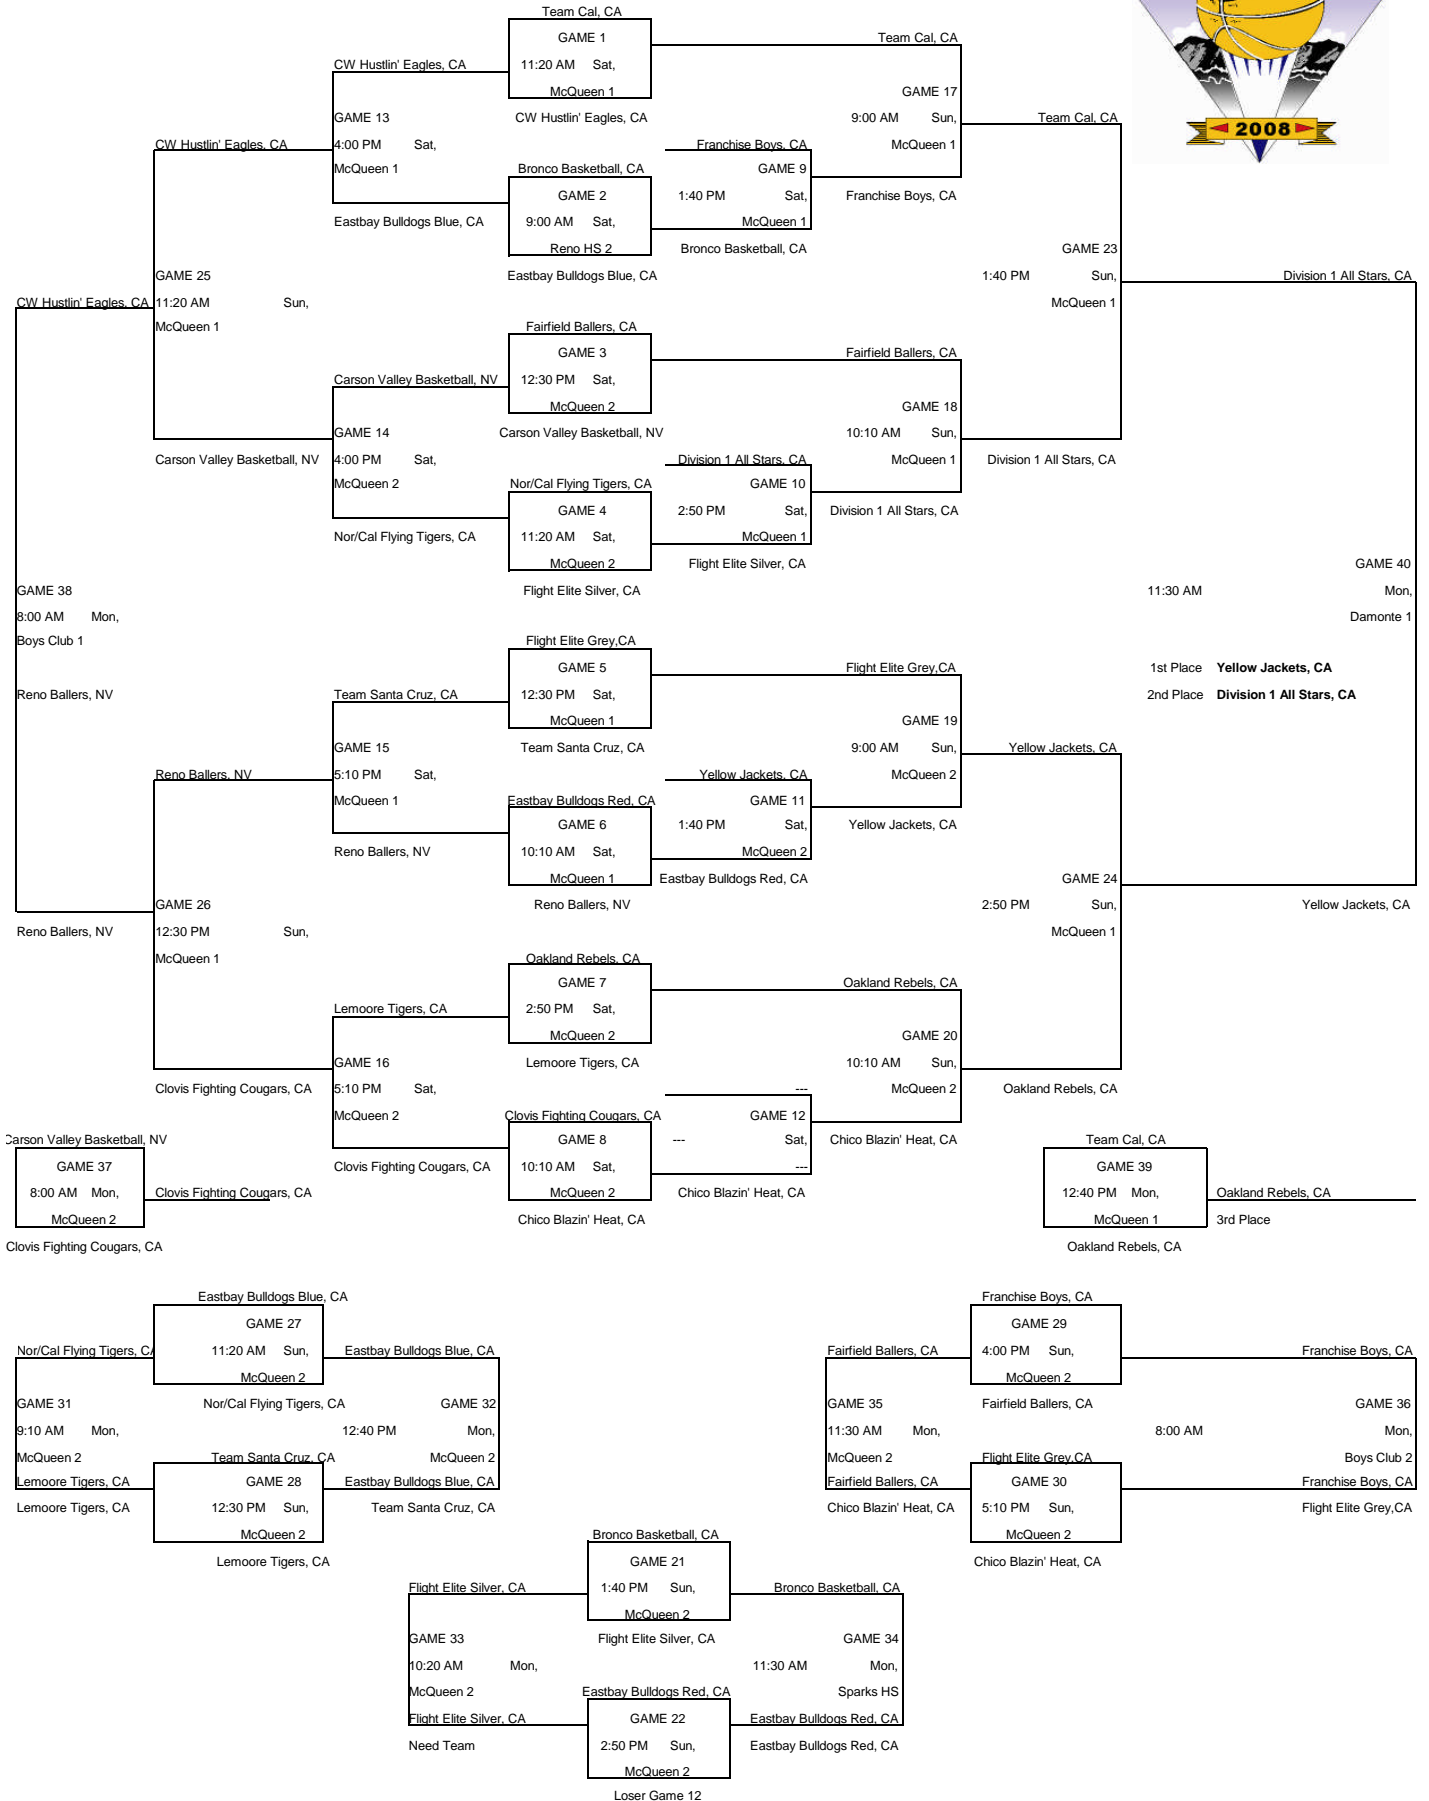 Team Cal, CA
GAME 1
Team Cal, CA
CW Hustlin' Eagles, CA
11:20 AM Sat,
McQueen 1
GAME 17
GAME 13
CW Hustlin' Eagles, CA
9:00 AM Sun,
Team Cal, CA
2008
CW Hustlin' Eagles, CA
4:00 PM Sat,
Franchise Boys, CA
McQueen 1
McQueen 1
Bronco Basketball, CA
GAME 9
GAME 2
1:40 PM Sat,
Franchise Boys, CA
Eastbay Bulldogs Blue, CA
9:00 AM Sat,
McQueen 1
Reno HS 2
Bronco Basketball, CA
GAME 23
GAME 25
Eastbay Bulldogs Blue, CA
1:40 PM Sun,
Division 1 All Stars, CA
CW Hustlin' Eagles, CA
11:20 AM Sun,
McQueen 1
McQueen 1
Fairfield Ballers, CA
GAME 3
Fairfield Ballers, CA
Carson Valley Basketball, NV
12:30 PM Sat,
McQueen 2
GAME 18
GAME 14
Carson Valley Basketball, NV
10:10 AM Sun,
Carson Valley Basketball, NV
4:00 PM Sat,
Division 1 All Stars, CA
McQueen 1
Division 1 All Stars, CA
McQueen 2
Nor/Cal Flying Tigers, CA
GAME 10
GAME 4
2:50 PM Sat,
Division 1 All Stars, CA
Nor/Cal Flying Tigers, CA
11:20 AM Sat,
McQueen 1
McQueen 2
Flight Elite Silver, CA
GAME 40
GAME 38
Flight Elite Silver, CA
11:30 AM Mon,
8:00 AM Mon,
Damonte 1
Boys Club 1
Flight Elite Grey,CA
GAME 5
Flight Elite Grey,CA
1st Place Yellow Jackets, CA
Reno Ballers, NV
Team Santa Cruz, CA
12:30 PM Sat,
2nd Place Division 1 All Stars, CA
McQueen 1
GAME 19
GAME 15
Team Santa Cruz, CA
9:00 AM Sun,
Yellow Jackets, CA
Reno Ballers, NV
5:10 PM Sat,
Yellow Jackets, CA
McQueen 2
McQueen 1
Eastbay Bulldogs Red, CA
GAME 11
GAME 6
1:40 PM Sat,
Yellow Jackets, CA
Reno Ballers, NV
10:10 AM Sat,
McQueen 2
McQueen 1
Eastbay Bulldogs Red, CA
GAME 24
GAME 26
Reno Ballers, NV
2:50 PM Sun,
Yellow Jackets, CA
Reno Ballers, NV
12:30 PM Sun,
McQueen 1
McQueen 1
Oakland Rebels, CA
GAME 7
Oakland Rebels, CA
Lemoore Tigers, CA
2:50 PM Sat,
McQueen 2
GAME 20
GAME 16
Lemoore Tigers, CA
10:10 AM Sun,
Clovis Fighting Cougars, CA
5:10 PM Sat,
---
McQueen 2
Oakland Rebels, CA
McQueen 2
Clovis Fighting Cougars, CA
GAME 12
Carson Valley Basketball, NV
GAME 8
--- Sat,
Chico Blazin' Heat, CA
Team Cal, CA
GAME 37
Clovis Fighting Cougars, CA
10:10 AM Sat,
---
GAME 39
8:00 AM Mon,
Clovis Fighting Cougars, CA
McQueen 2
Chico Blazin' Heat, CA
12:40 PM Mon,
Oakland Rebels, CA
McQueen 2
Chico Blazin' Heat, CA
McQueen 1
3rd Place
Clovis Fighting Cougars, CA
Oakland Rebels, CA
Eastbay Bulldogs Blue, CA
Franchise Boys, CA
GAME 27
GAME 29
Nor/Cal Flying Tigers, CA
11:20 AM Sun,
Eastbay Bulldogs Blue, CA
Fairfield Ballers, CA
4:00 PM Sun,
Franchise Boys, CA
McQueen 2
McQueen 2
GAME 31
Nor/Cal Flying Tigers, CA
GAME 32
GAME 35
Fairfield Ballers, CA
GAME 36
9:10 AM Mon,
12:40 PM Mon,
11:30 AM Mon,
8:00 AM Mon,
McQueen 2
Team Santa Cruz, CA
McQueen 2
McQueen 2
Flight Elite Grey,CA
Boys Club 2
Lemoore Tigers, CA
GAME 28
Eastbay Bulldogs Blue, CA
Fairfield Ballers, CA
GAME 30
Franchise Boys, CA
Lemoore Tigers, CA
12:30 PM Sun,
Team Santa Cruz, CA
Chico Blazin' Heat, CA
5:10 PM Sun,
Flight Elite Grey,CA
McQueen 2
McQueen 2
Lemoore Tigers, CA
Bronco Basketball, CA
Chico Blazin' Heat, CA
GAME 21
Flight Elite Silver, CA
1:40 PM Sun,
Bronco Basketball, CA
McQueen 2
GAME 33
Flight Elite Silver, CA
GAME 34
10:20 AM Mon,
11:30 AM Mon,
McQueen 2
Eastbay Bulldogs Red, CA
Sparks HS
Flight Elite Silver, CA
GAME 22
Eastbay Bulldogs Red, CA
Need Team
2:50 PM Sun,
Eastbay Bulldogs Red, CA
McQueen 2
Loser Game 12